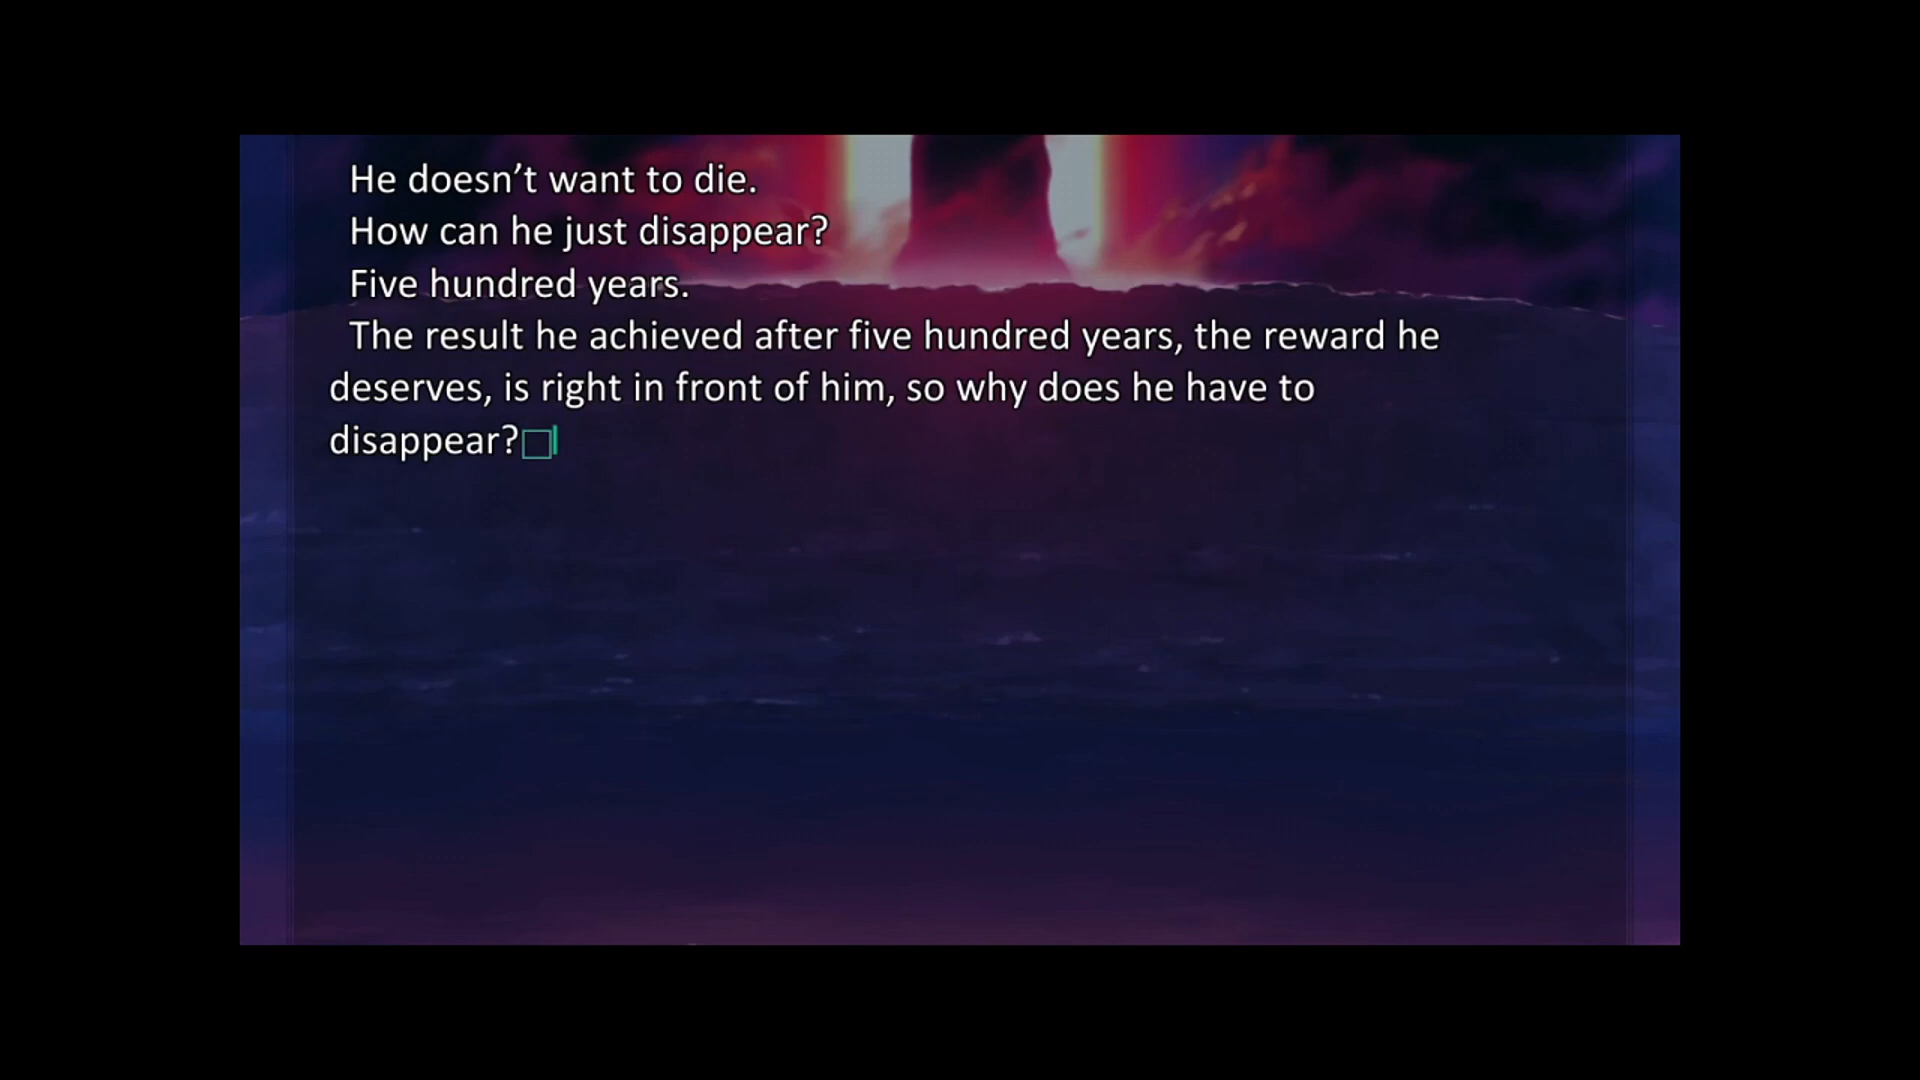 He doesn’t want to die.
How can he just disappear?
Five hundred years.
The result he achieved after five hundred years, the reward he
deserves, is right in front of him, so why does he have to
disappear?